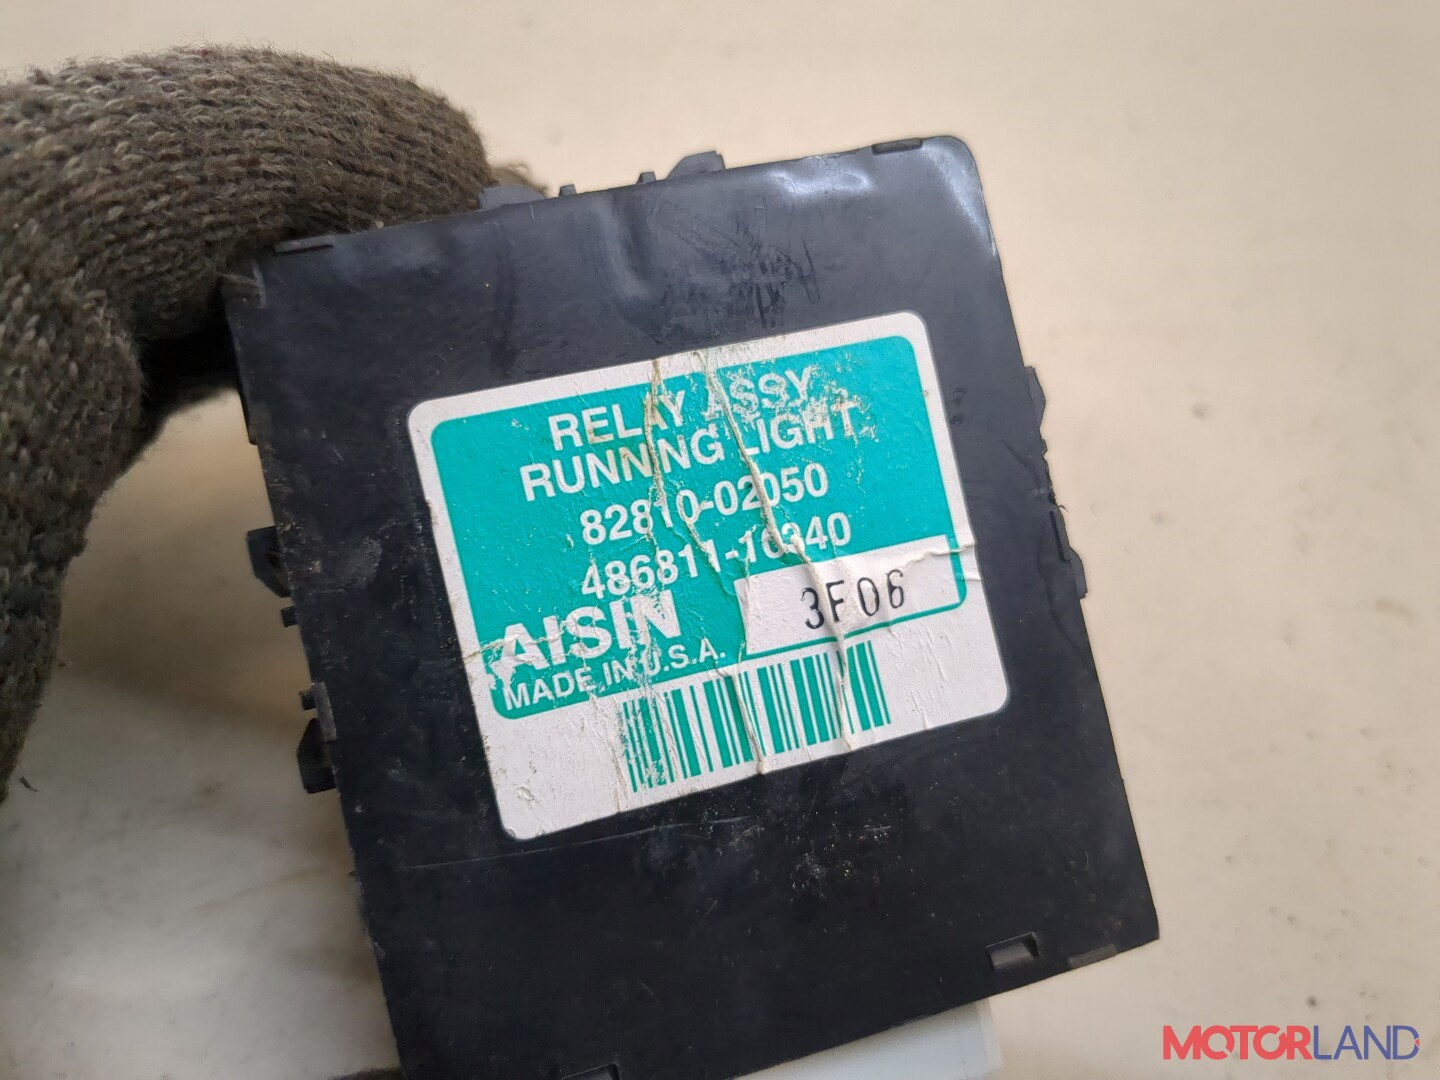 RELAY ASSY
RUNNING LIGHT
82810-02050
486811-10340
AISIN
3F06
MADE IN U.S.A.
MOTORLAND